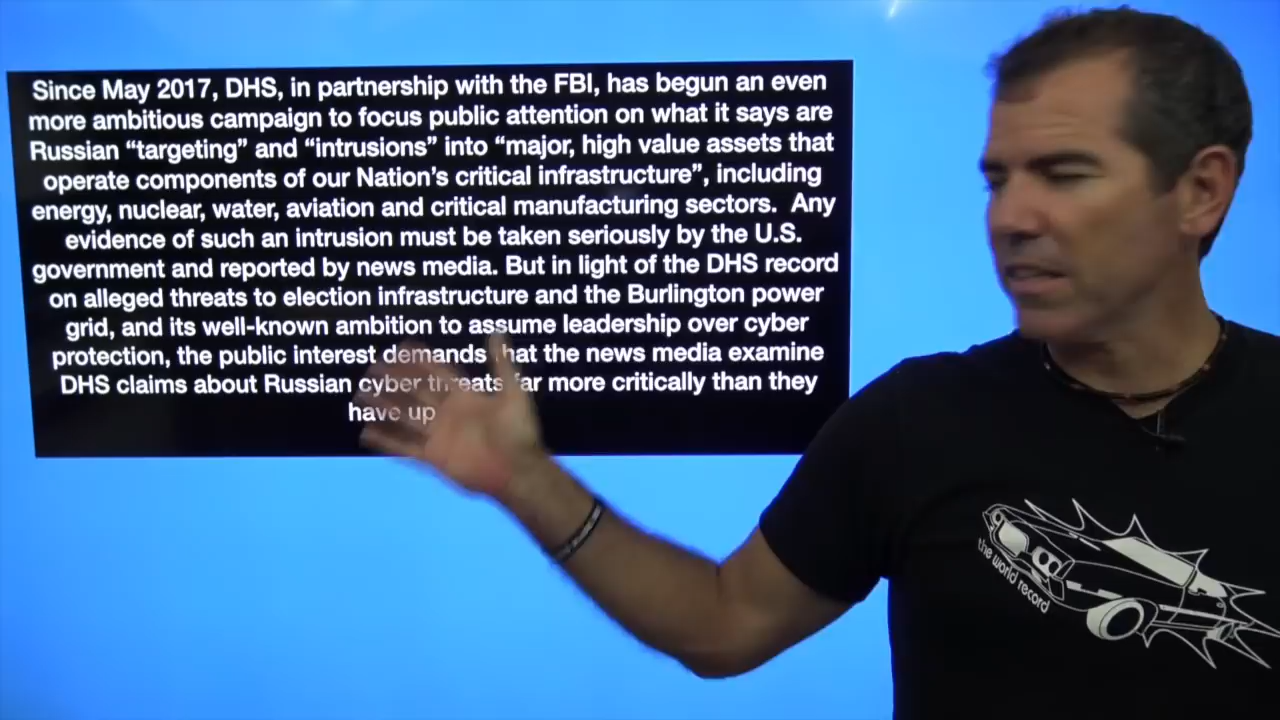 Since May 2017, DHS, in partnership with the FBI, has begun an even
more ambitious campaign to focus public attention on what it says are
Russian “targeting” and “intrusions” into “major, high value assets that
operate components of our Nation’s critical infrastructure”, including
energy, nuclear, water, aviation and critical manufacturing sectors.  Any
evidence of such an intrusion must be taken seriously by the U.S.
government and reported by news media. But in light of the DHS record
on alleged threats to election infrastructure and the Burlington power
grid, and its well-known ambition to assume leadership over cyber
protection, the public interest demands that the news media examine
DHS claims about Russian cyber threats far more critically than they
have up
the world record